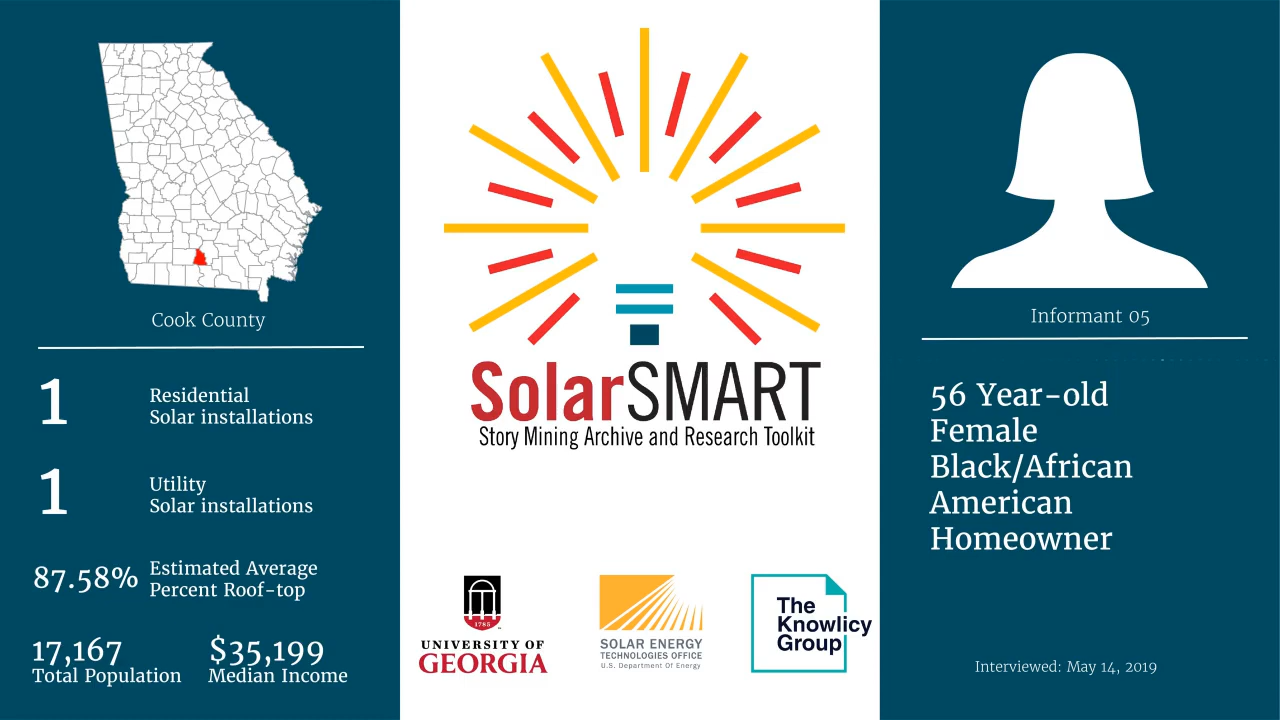 Cook County
1
Residential
Solar installations
1
Utility
Solar installations
87.58%
Estimated Average
Percent Roof-top
17,167
Total Population
$35,199
Median Income
SolarSMART
Story Mining Archive and Research Toolkit
1785
UNIVERSITY OF
GEORGIA
SOLAR ENERGY
TECHNOLOGIES OFFICE
U.S. Department Of Energy
The
Knowlicy
Group
Informant 05
56 Year-old
Female
Black/African
American
Homeowner
Interviewed: May 14, 2019